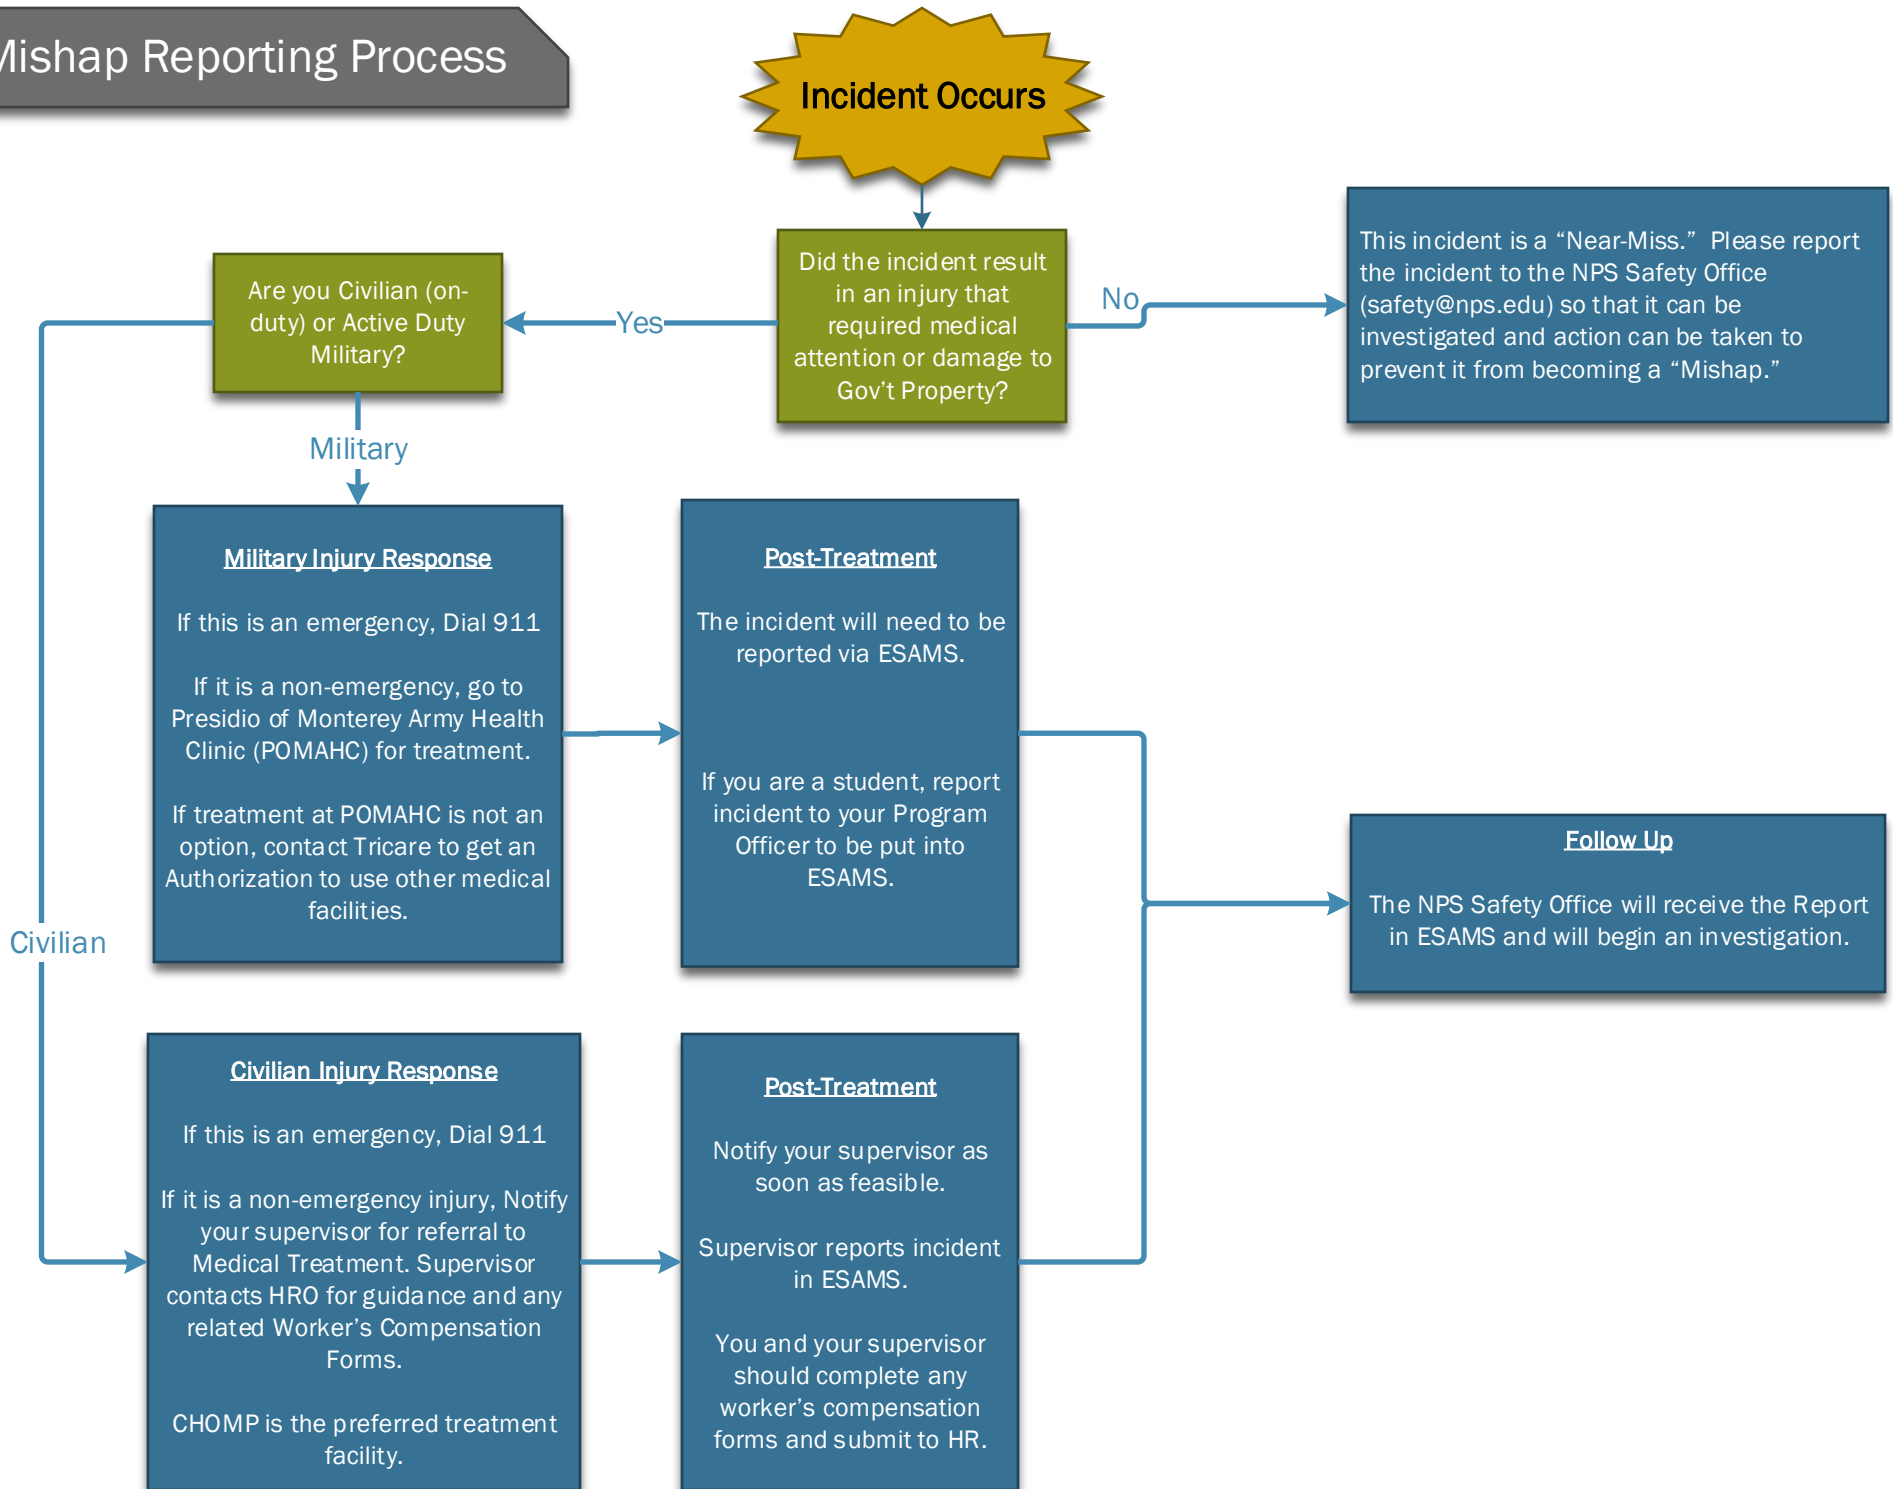 Mishap Reporting Process
Incident Occurs
Did the incident result
in an injury that
required medical
attention or damage to
Gov’t Property?
No
This incident is a “Near-Miss.” Please report
the incident to the NPS Safety Office
(safety@nps.edu) so that it can be
investigated and action can be taken to
prevent it from becoming a “Mishap.”
Yes
Are you Civilian (on-
duty) or Active Duty
Military?
Military
Military Injury Response
If this is an emergency, Dial 911
If it is a non-emergency, go to
Presidio of Monterey Army Health
Clinic (POMAHC) for treatment.
If treatment at POMAHC is not an
option, contact Tricare to get an
Authorization to use other medical
facilities.
Post-Treatment
The incident will need to be
reported via ESAMS.
If you are a student, report
incident to your Program
Officer to be put into
ESAMS.
Follow Up
The NPS Safety Office will receive the Report
in ESAMS and will begin an investigation.
Civilian
Civilian Injury Response
If this is an emergency, Dial 911
If it is a non-emergency injury, Notify
your supervisor for referral to
Medical Treatment. Supervisor
contacts HRO for guidance and any
related Worker’s Compensation
Forms.
CHOMP is the preferred treatment
facility.
Post-Treatment
Notify your supervisor as
soon as feasible.
Supervisor reports incident
in ESAMS.
You and your supervisor
should complete any
worker’s compensation
forms and submit to HR.